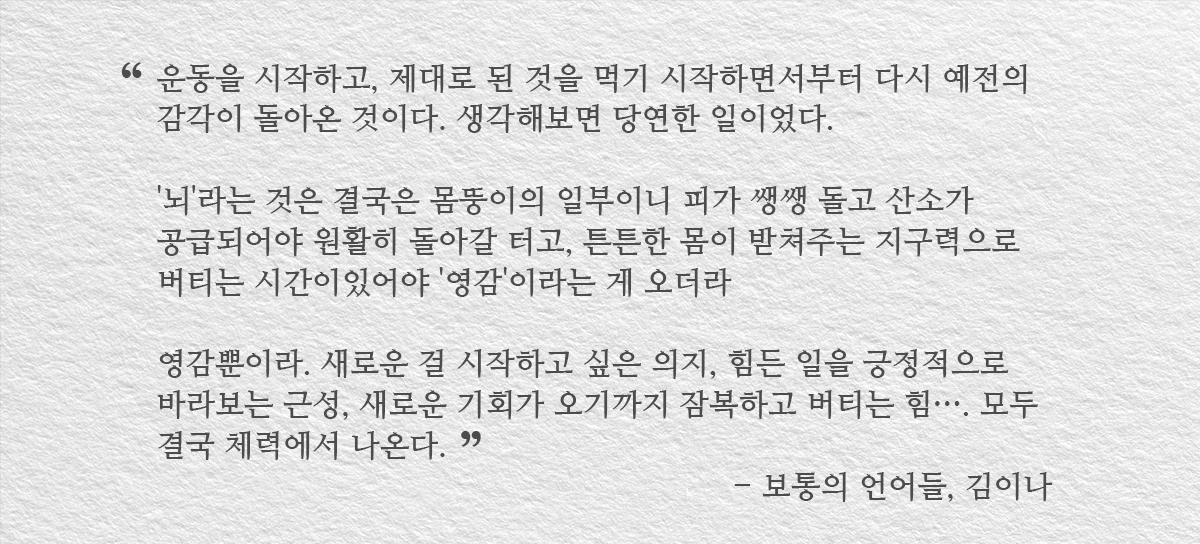 “ 운동을 시작하고, 제대로 된 것을 먹기 시작하면서부터 다시 예전의
감각이 돌아온 것이다. 생각해보면 당연한 일이었다.
'뇌'라는 것은 결국은 몸뚱이의 일부이니 피가 쌩쌩 돌고 산소가
공급되어야 원활히 돌아갈 터고, 튼튼한 몸이 받쳐주는 지구력으로
버티는 시간이있어야 '영감'이라는 게 오더라
영감뿐이라. 새로운 걸 시작하고 싶은 의지, 힘든 일을 긍정적으로
바라보는 근성, 새로운 기회가 오기까지 잠복하고 버티는 힘…. 모두
결국 체력에서 나온다. ”
– 보통의 언어들, 김이나